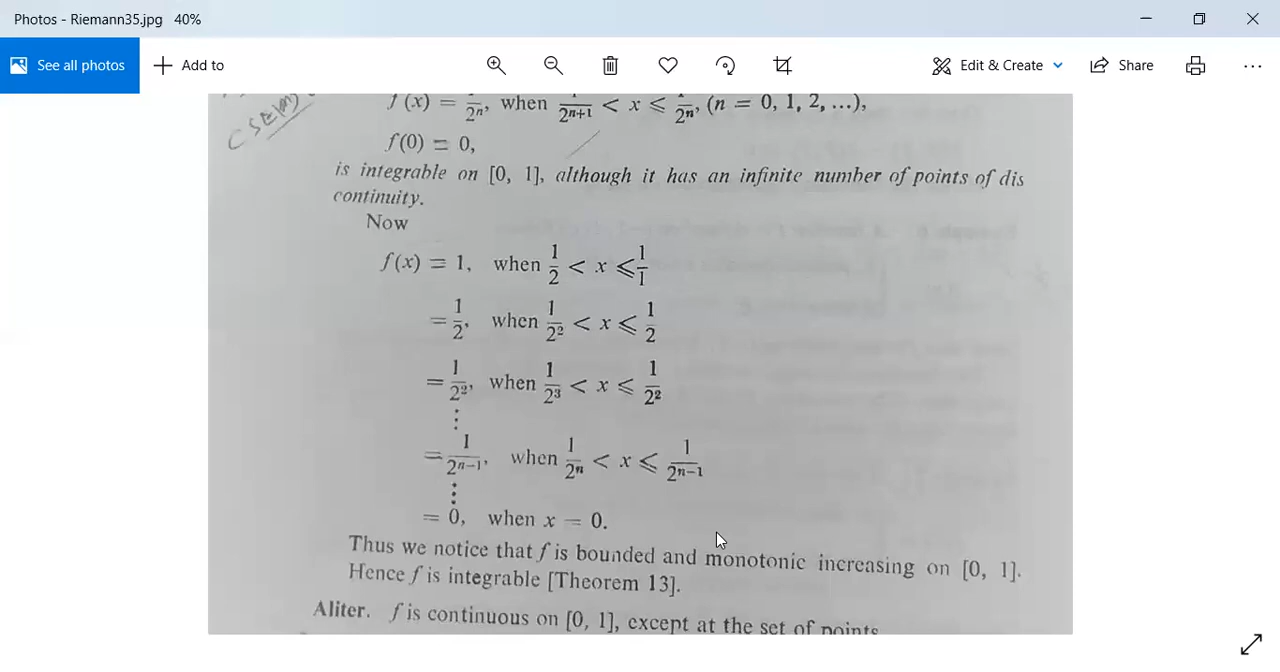 Photos - Riemann35.jpg 40%
See all photos
Add to
Edit & Create
Share
f(x) = 1/2ⁿ, when 1/2ⁿ⁺¹ < x ⩽ 1/2ⁿ, (n = 0, 1, 2, ...),
f(0) = 0,
is integrable on [0, 1], although it has an infinite number of points of dis
continuity.
Now
f(x) = 1, when 1/2 < x ⩽ 1/1
= 1/2, when 1/2² < x ⩽ 1/2
= 1/2², when 1/2³ < x ⩽ 1/2²
⋮
= 1/2ⁿ⁻¹, when 1/2ⁿ < x ⩽ 1/2ⁿ⁻¹
⋮
= 0, when x = 0.
Thus we notice that f is bounded and monotonic increasing on [0, 1].
Hence f is integrable [Theorem 13].
Aliter. f is continuous on [0, 1], except at the set of points